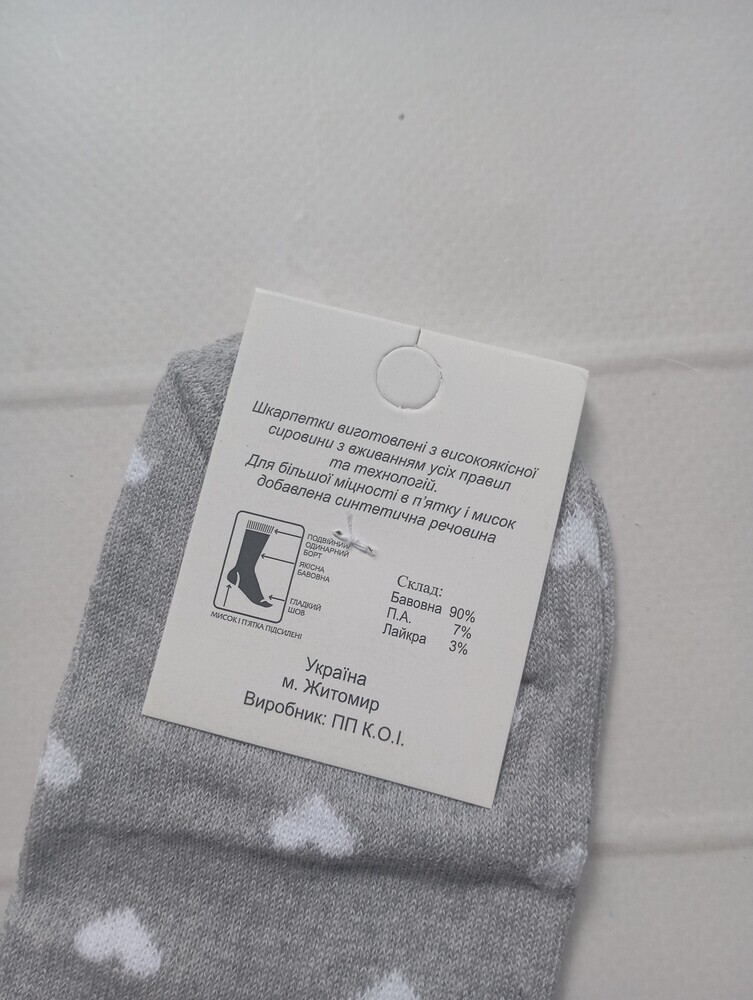 Шкарпетки виготовлені з високоякісної
сировини з вживанням усіх правил
та технологій.
Для більшої міцності в п'ятку і мисок
добавлена синтетична речовина
ПОДВІЙНИЙ
ОДИНАРНИЙ
БОРТ
ЯКІСНА
БАВОВНА
ГЛАДКИЙ
ШОВ
МИСОК І П'ЯТКА ПІДСИЛЕНІ
Склад:
Бавовна 90%
П.А. 7%
Лайкра 3%
Україна
м. Житомир
Виробник: ПП К.О.І.